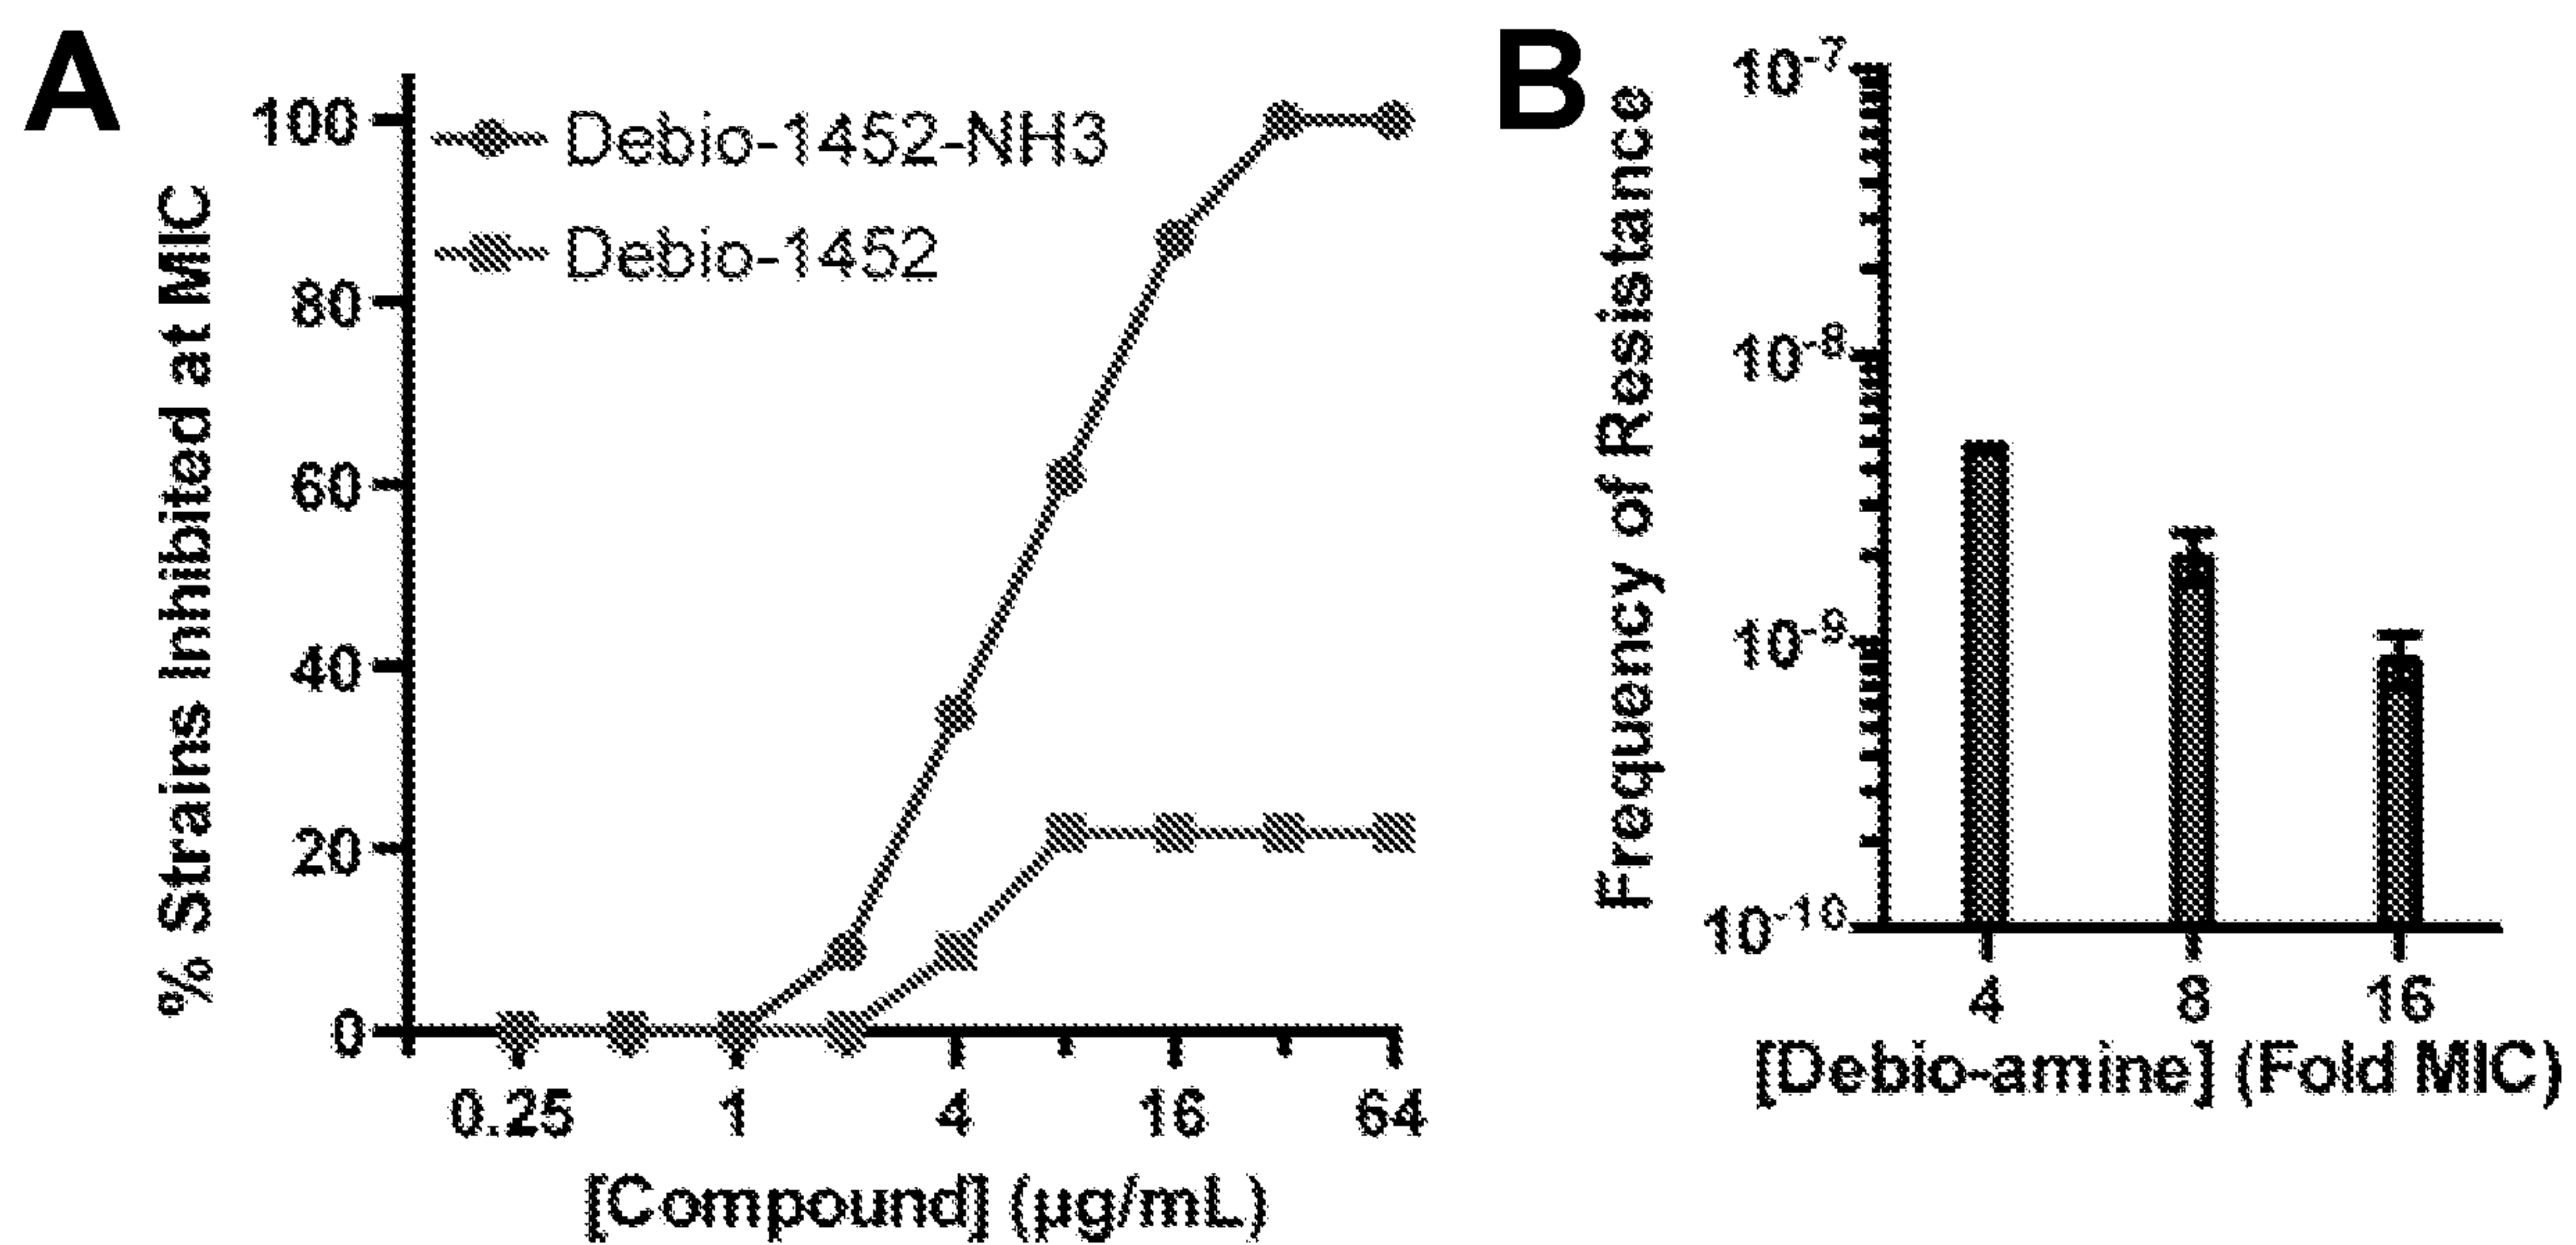 A
% Strains Inhibited at MIC
100
80
60
40
20
0
Debio-1452-NH3
Debio-1452
0.25 1 4 16 64
[Compound] (µg/mL)
B
Frequency of Resistance
10-7
10-8
10-9
10-10
4 8 16
[Debio-amine] (Fold MIC)